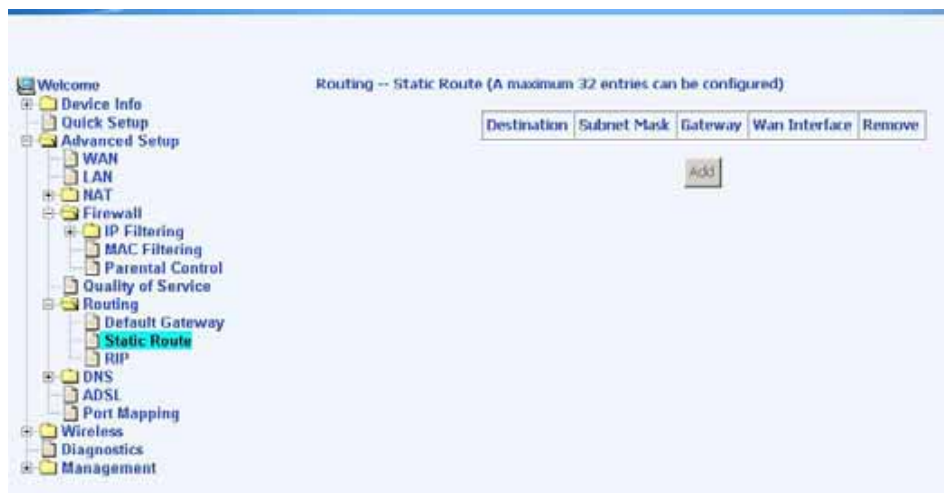 Welcome
Device Info
Quick Setup
Advanced Setup
WAN
LAN
NAT
Firewall
IP Filtering
MAC Filtering
Parental Control
Quality of Service
Routing
Default Gateway
Static Route
RIP
DNS
ADSL
Port Mapping
Wireless
Diagnostics
Management
Routing -- Static Route (A maximum 32 entries can be configured)
Destination Subnet Mask Gateway Wan Interface Remove
Add